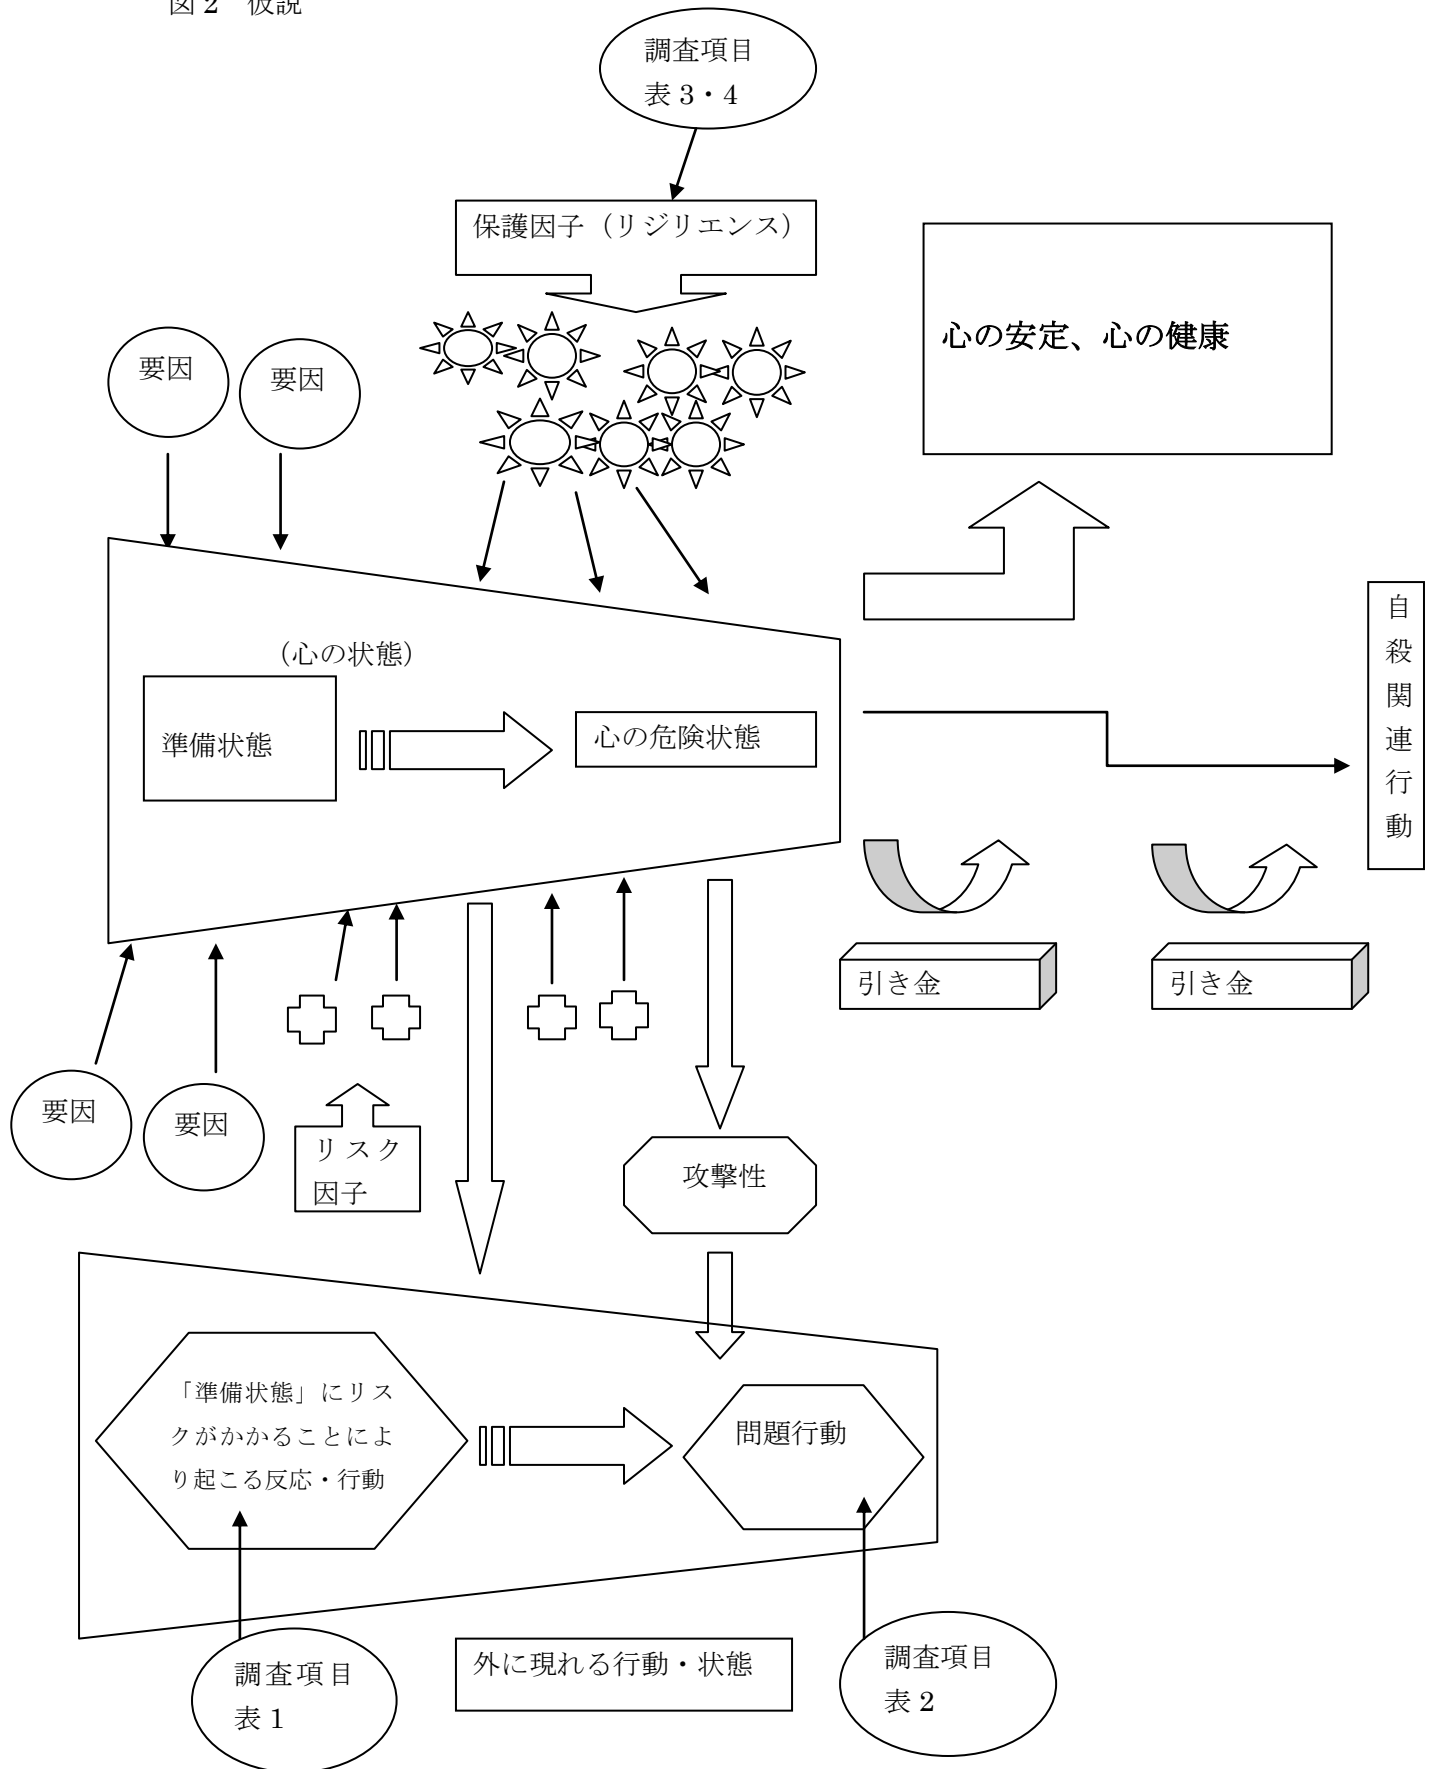 図 2　仮説
調査項目
表 3・4
保護因子（リジリエンス）
心の安定、心の健康
要因
要因
（心の状態）
準備状態
心の危険状態
自殺関連行動
引き金
引き金
要因
要因
リスク
因子
攻撃性
「準備状態」にリス
クがかかることによ
り起こる反応・行動
問題行動
調査項目
表 1
外に現れる行動・状態
調査項目
表 2